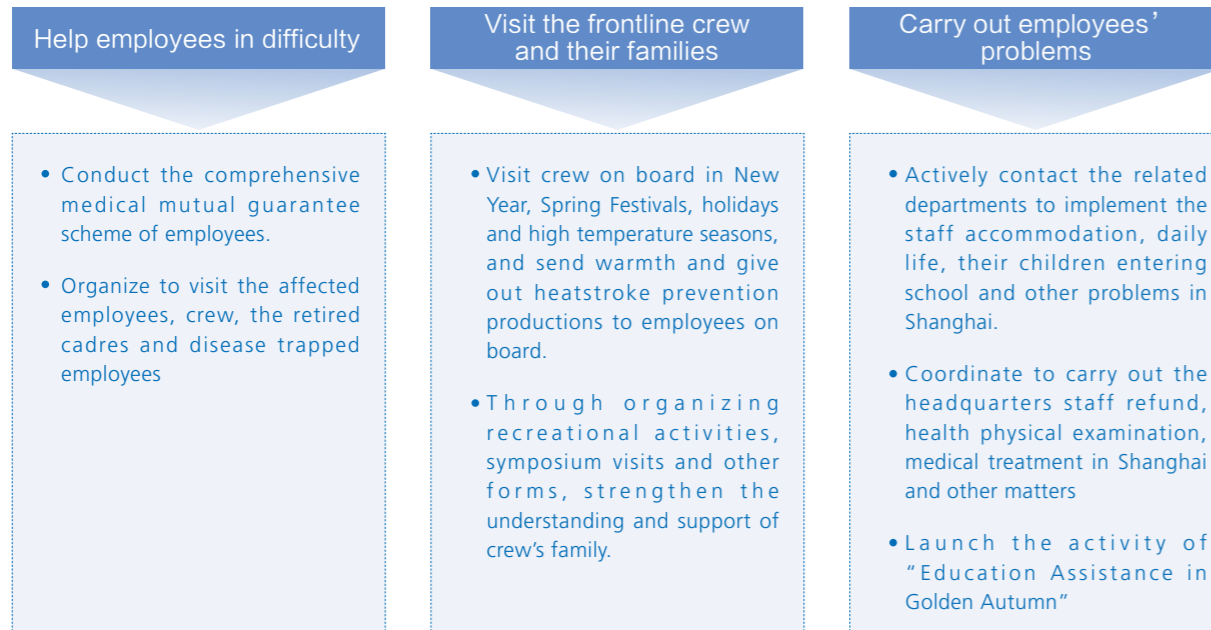 Help employees in difficulty
• Conduct the comprehensive
medical mutual guarantee
scheme of employees.
• Organize to visit the affected
employees, crew, the retired
cadres and disease trapped
employees
Visit the frontline crew
and their families
• Visit crew on board in New
Year, Spring Festivals, holidays
and high temperature seasons,
and send warmth and give
out heatstroke prevention
productions to employees on
board.
• Through organizing
recreational activities,
symposium visits and other
forms, strengthen the
understanding and support of
crew’s family.
Carry out employees’
problems
• Actively contact the related
departments to implement the
staff accommodation, daily
life, their children entering
school and other problems in
Shanghai.
• Coordinate to carry out the
headquarters staff refund,
health physical examination,
medical treatment in Shanghai
and other matters
• Launch the activity of
“Education Assistance in
Golden Autumn”